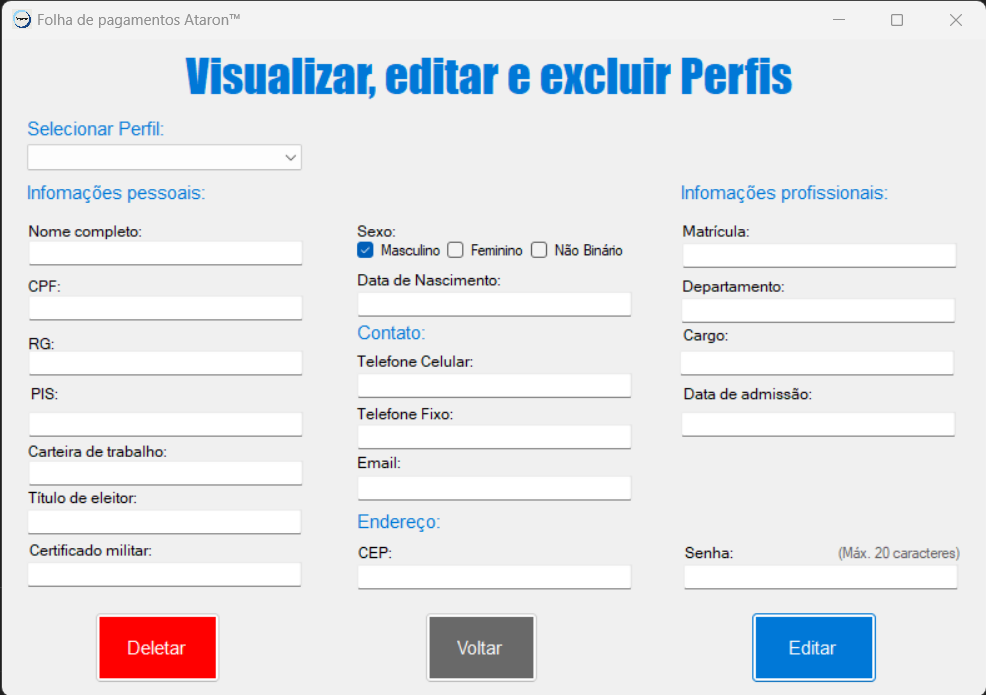 Folha de pagamentos Ataron™
Visualizar, editar e excluir Perfis
Selecionar Perfil:
Infomações pessoais:
Nome completo:
CPF:
RG:
PIS:
Carteira de trabalho:
Título de eleitor:
Certificado militar:
Sexo:
Masculino Feminino Não Binário
Data de Nascimento:
Contato:
Telefone Celular:
Telefone Fixo:
Email:
Endereço:
CEP:
Infomações profissionais:
Matrícula:
Departamento:
Cargo:
Data de admissão:
Senha: (Máx. 20 caracteres)
Deletar
Voltar
Editar